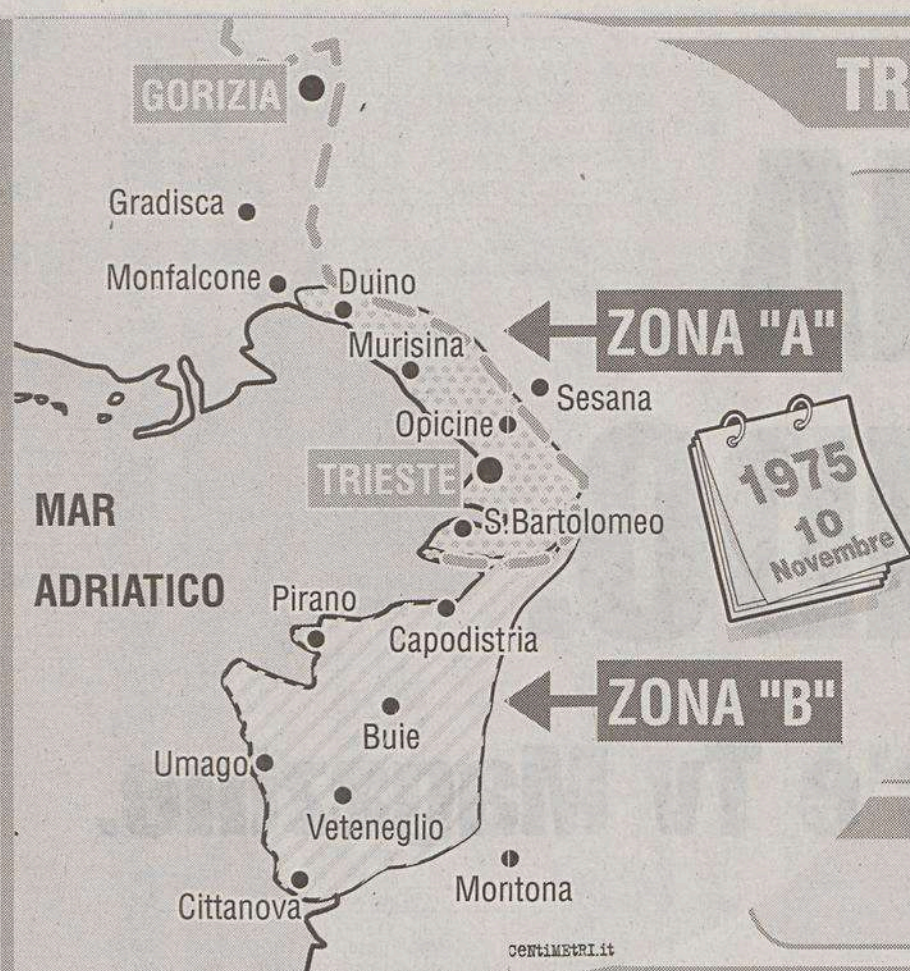 TR
GORIZIA
Gradisca
Monfalcone
Duino
ZONA "A"
Murisina
Sesana
Opicine
1975
10
Novembre
TRIESTE
MAR
ADRIATICO
S.Bartolomeo
Pirano
Capodistria
ZONA "B"
Buie
Umago
Veteneglio
Montona
Cittanova
CENTIMETRI.it